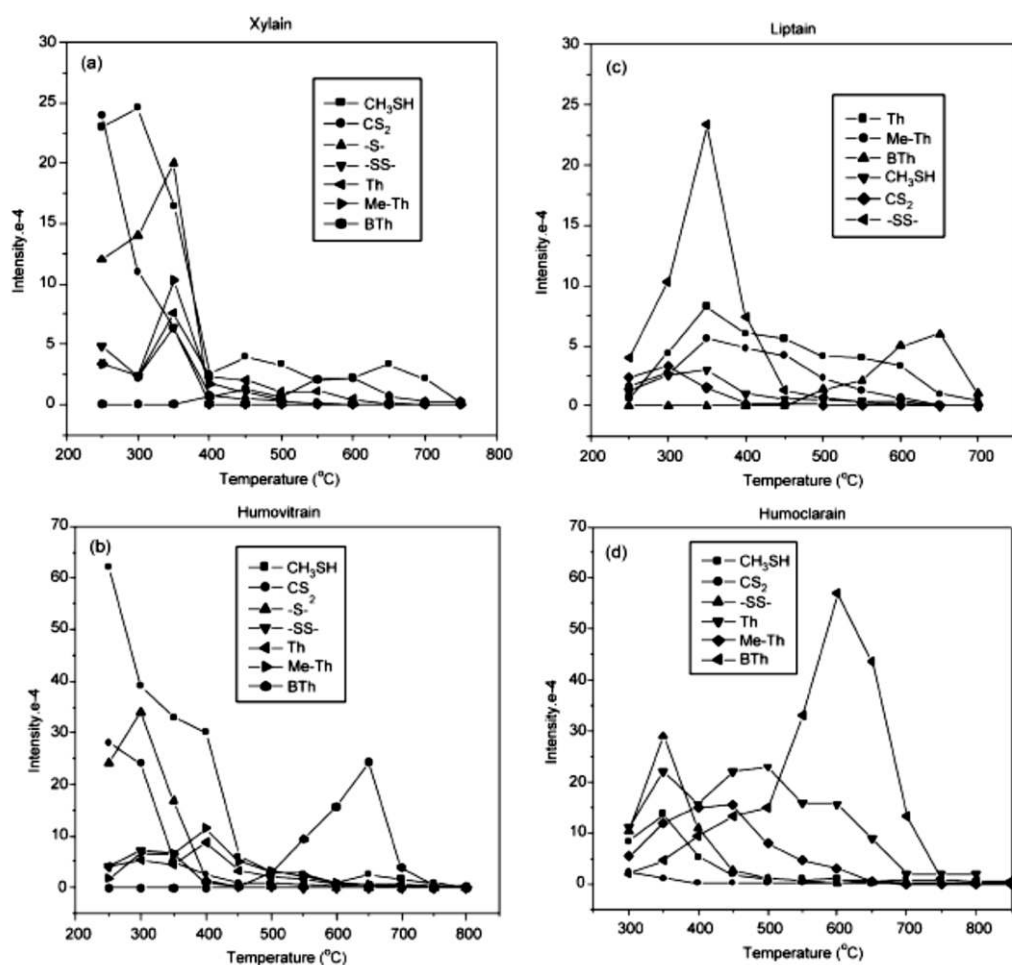 Xylain
(a)
30
25
20
15
10
5
0
Intensity.e-4
CH₃SH
CS₂
-S-
-SS-
Th
Me-Th
BTh
200 300 400 500 600 700 800
Temperature (°C)
Liptain
(c)
30
25
20
15
10
5
0
Intensity.e-4
Th
Me-Th
BTh
CH₃SH
CS₂
-SS-
200 300 400 500 600 700
Temperature (°C)
Humovitrain
(b)
70
60
50
40
30
20
10
0
Intensity.e-4
CH₃SH
CS₂
-S-
-SS-
Th
Me-Th
BTh
200 300 400 500 600 700 800
Temperature (°C)
Humoclarain
(d)
70
60
50
40
30
20
10
0
Intensity.e-4
CH₃SH
CS₂
-SS-
Th
Me-Th
BTh
300 400 500 600 700 800
Temperature (°C)